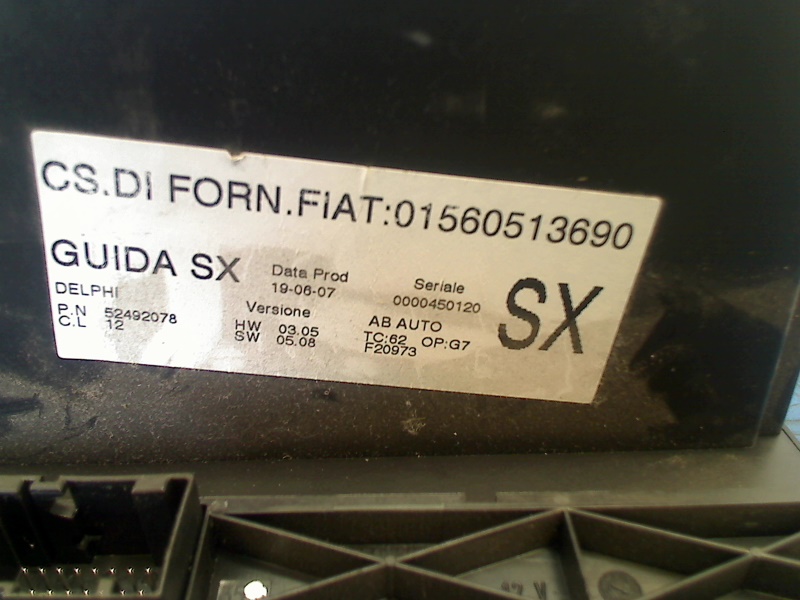 CS.DI FORN.FIAT:01560513690
GUIDA SX
DELPHI
P.N 52492078
C.L 12
Data Prod
19-06-07
Versione
HW 03.05
SW 05.08
Seriale
0000450120
AB AUTO
TC:62 OP:G7
F20973
SX